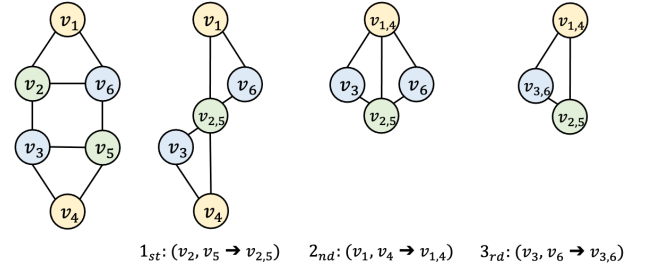 v1 v1 v1,4 v1,4
v2 v6 v6 v3 v6 v3,6
v2,5 v2,5 v2,5
v3 v5 v3
v4 v4
1st: (v2, v5 → v2,5) 2nd: (v1, v4 → v1,4) 3rd: (v3, v6 → v3,6)